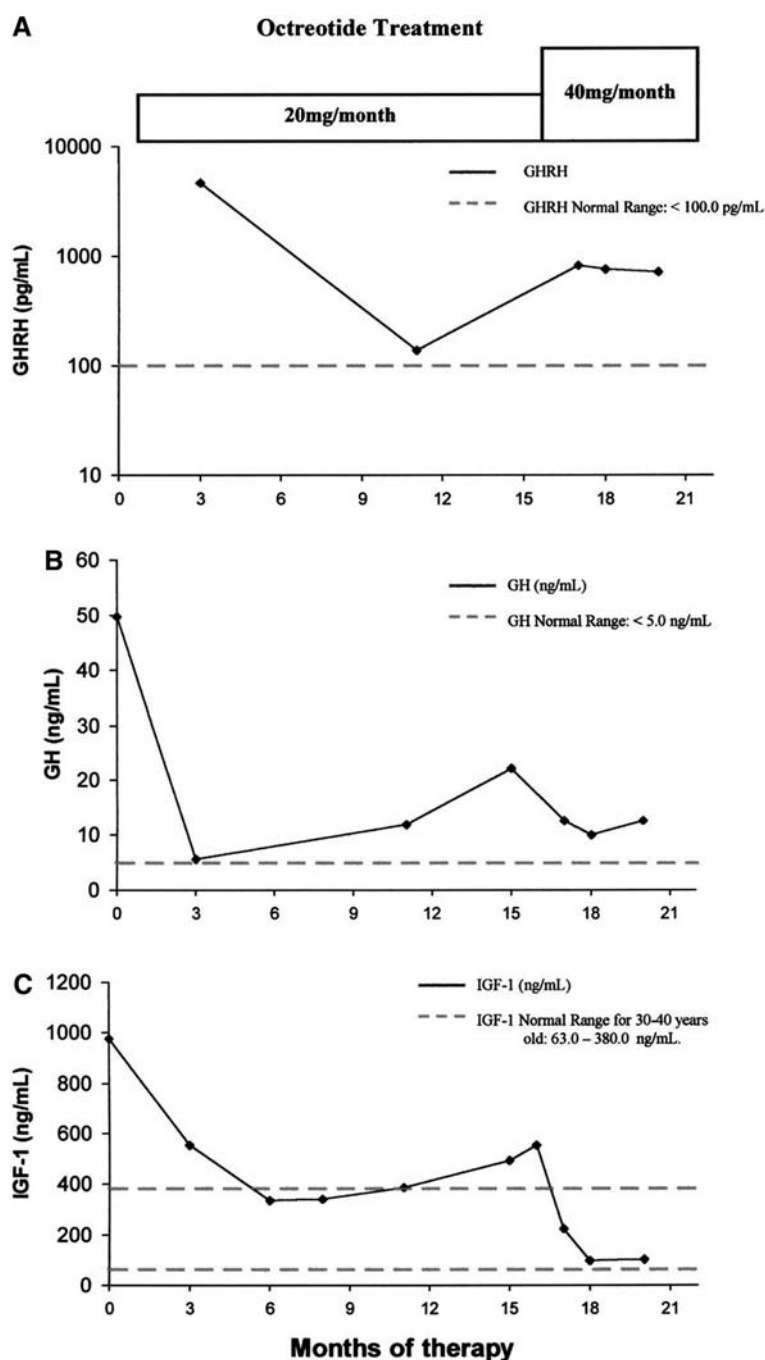 A
Octreotide Treatment
40mg/month
20mg/month
10000
1000
100
10
GHRH (pg/mL)
GHRH
GHRH Normal Range: < 100.0 pg/mL
0 3 6 9 12 15 18 21
B
60
50
40
30
20
10
0
GH (ng/mL)
GH (ng/mL)
GH Normal Range: < 5.0 ng/mL
0 3 6 9 12 15 18 21
C
1200
1000
800
600
400
200
0
IGF-1 (ng/mL)
IGF-1 (ng/mL)
IGF-1 Normal Range for 30-40 years
old: 63.0 – 380.0 ng/mL.
0 3 6 9 12 15 18 21
Months of therapy